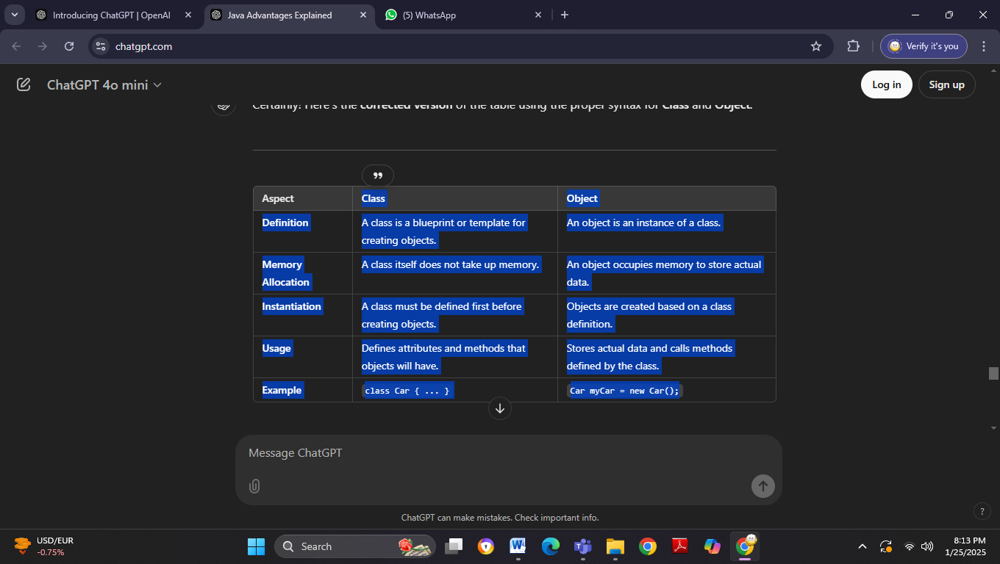 Introducing ChatGPT | OpenAI
Java Advantages Explained
(5) WhatsApp
chatgpt.com
Verify it's you
ChatGPT 4o mini
Log in
Sign up
Certainly! Here's the corrected version of the table using the proper syntax for Class and Object:
Aspect
Class
Object
Definition
A class is a blueprint or template for
creating objects.
An object is an instance of a class.
Memory
Allocation
A class itself does not take up memory.
An object occupies memory to store actual
data.
Instantiation
A class must be defined first before
creating objects.
Objects are created based on a class
definition.
Usage
Defines attributes and methods that
objects will have.
Stores actual data and calls methods
defined by the class.
Example
class Car { ... }
Car myCar = new Car();
Message ChatGPT
ChatGPT can make mistakes. Check important info.
?
USD/EUR
-0.75%
Search
8:13 PM
1/25/2025